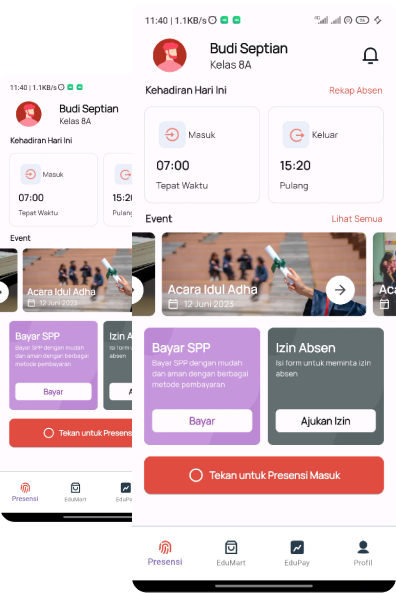 11:40 | 1.1KB/s
Budi Septian
Kelas 8A
Kehadiran Hari Ini
Masuk
07:00
Tepat Waktu
15:20
Pulang
Event
Acara Idul Adha
12 Juni 2023
Bayar SPP
Bayar SPP dengan mudah
dan aman dengan berbagai
metode pembayaran
Bayar
Izin A
Isi form u
absen
A
Tekan untuk Presens
Presensi
EduMart
EduPa
11:40 | 1.1KB/s
4G
Budi Septian
Kelas 8A
Kehadiran Hari Ini
Rekap Absen
Masuk
07:00
Tepat Waktu
Keluar
15:20
Pulang
Event
Lihat Semua
Acara Idul Adha
12 Juni 2023
Aca
Bayar SPP
Bayar SPP dengan mudah
dan aman dengan berbagai
metode pembayaran
Bayar
Izin Absen
Isi form untuk meminta izin
absen
Ajukan Izin
Tekan untuk Presensi Masuk
Presensi
EduMart
EduPay
Profil